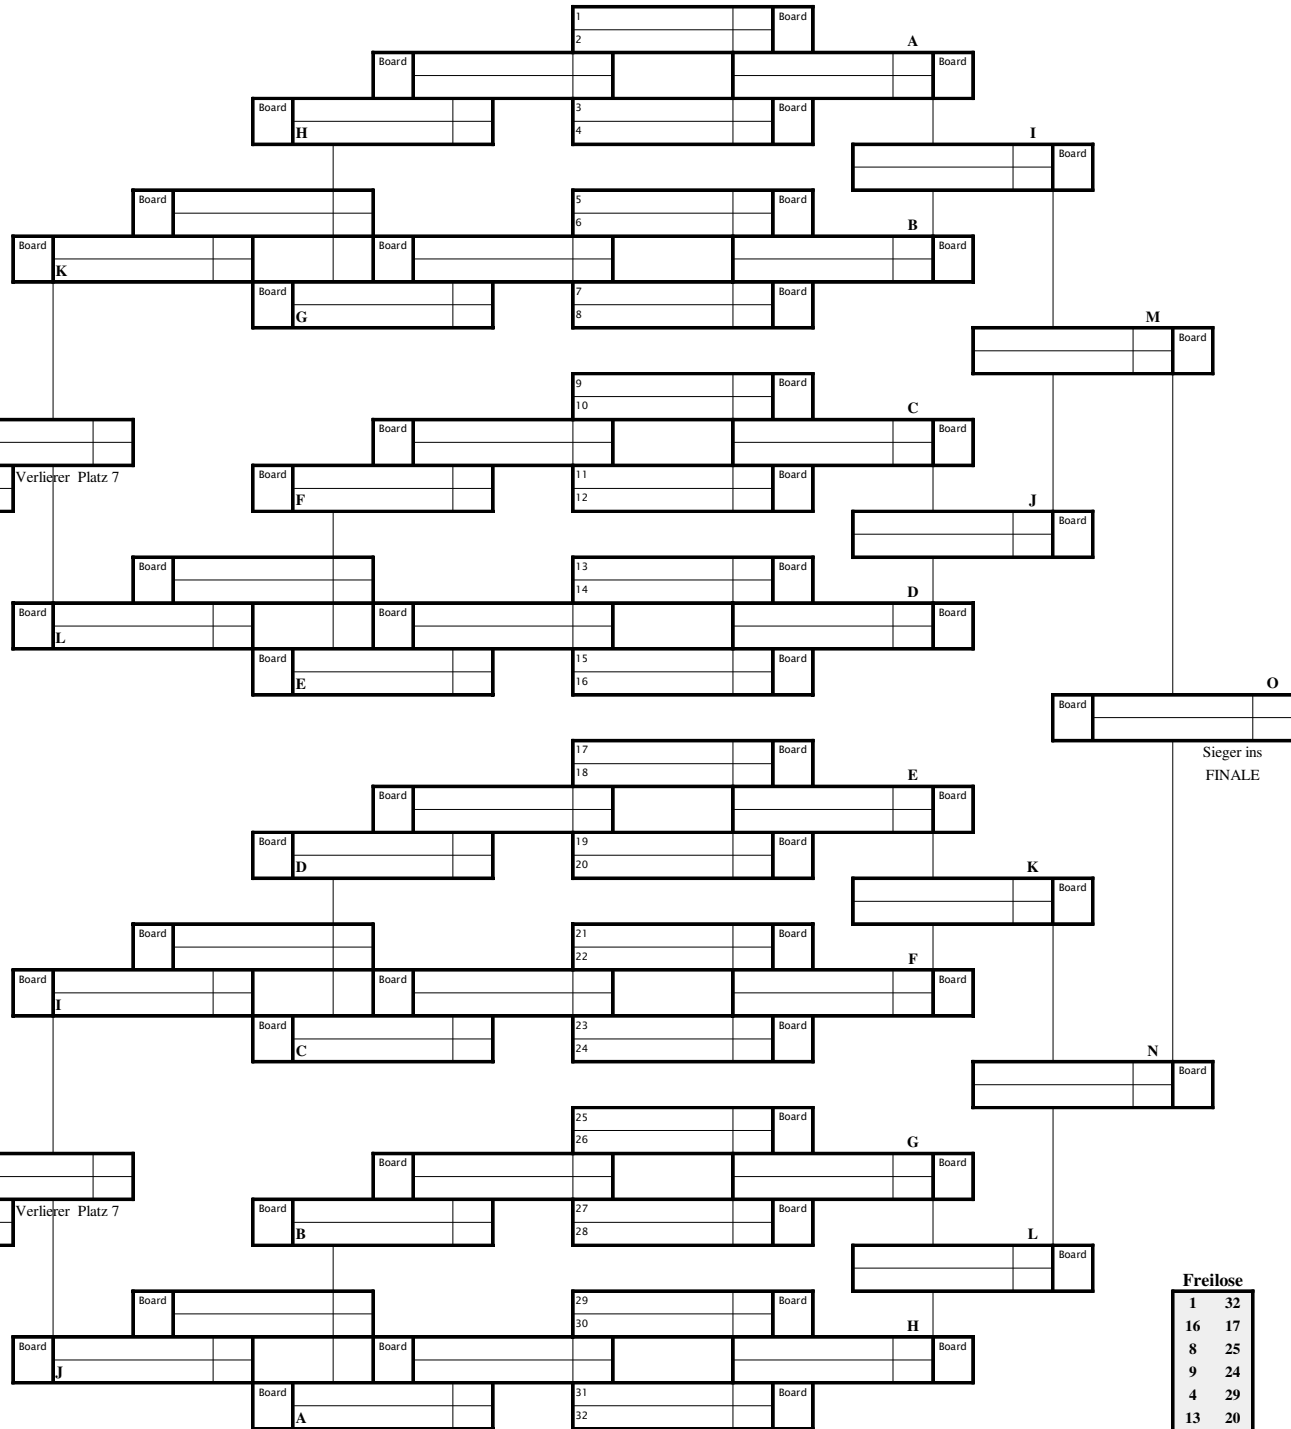 1 Board
2 A
Board Board
Board 3 Board
H 4 I
Board
Board 5 Board
6 B
Board Board Board
K
Board 7 Board
G 8 M
Board
9 Board
10 C
Board Board
Verlierer Platz 7 Board 11 Board
F 12 J
Board
Board 13 Board
14 D
Board Board Board
L
Board 15 Board
E 16 O
Board
17 Board Sieger ins
18 E FINALE
Board Board
Board 19 Board
D 20 K
Board
Board 21 Board
22 F
Board Board Board
I
Board 23 Board
C 24 N
Board
25 Board
26 G
Board Board
Verlierer Platz 7 Board 27 Board
B 28 L
Board
Freilose
Board 29 Board 1 32
30 H 16 17
Board Board Board 8 25
J 9 24
Board 31 Board 4 29
A 32 13 20